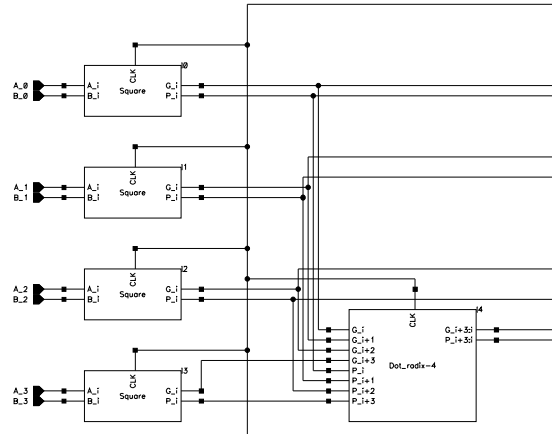 I0
CLK
A_0 A_i Square G_i
B_0 B_i P_i
I1
CLK
A_1 A_i G_i
B_1 B_i Square P_i
I2
CLK
A_2 A_i G_i
B_2 B_i Square P_i
I4
CLK
G_i G_i+3:i
G_i+1 P_i+3:i
G_i+2
G_i+3
P_i Dot_radix-4
P_i+1
P_i+2
P_i+3
I3
CLK
A_3 A_i G_i
B_3 B_i Square P_i